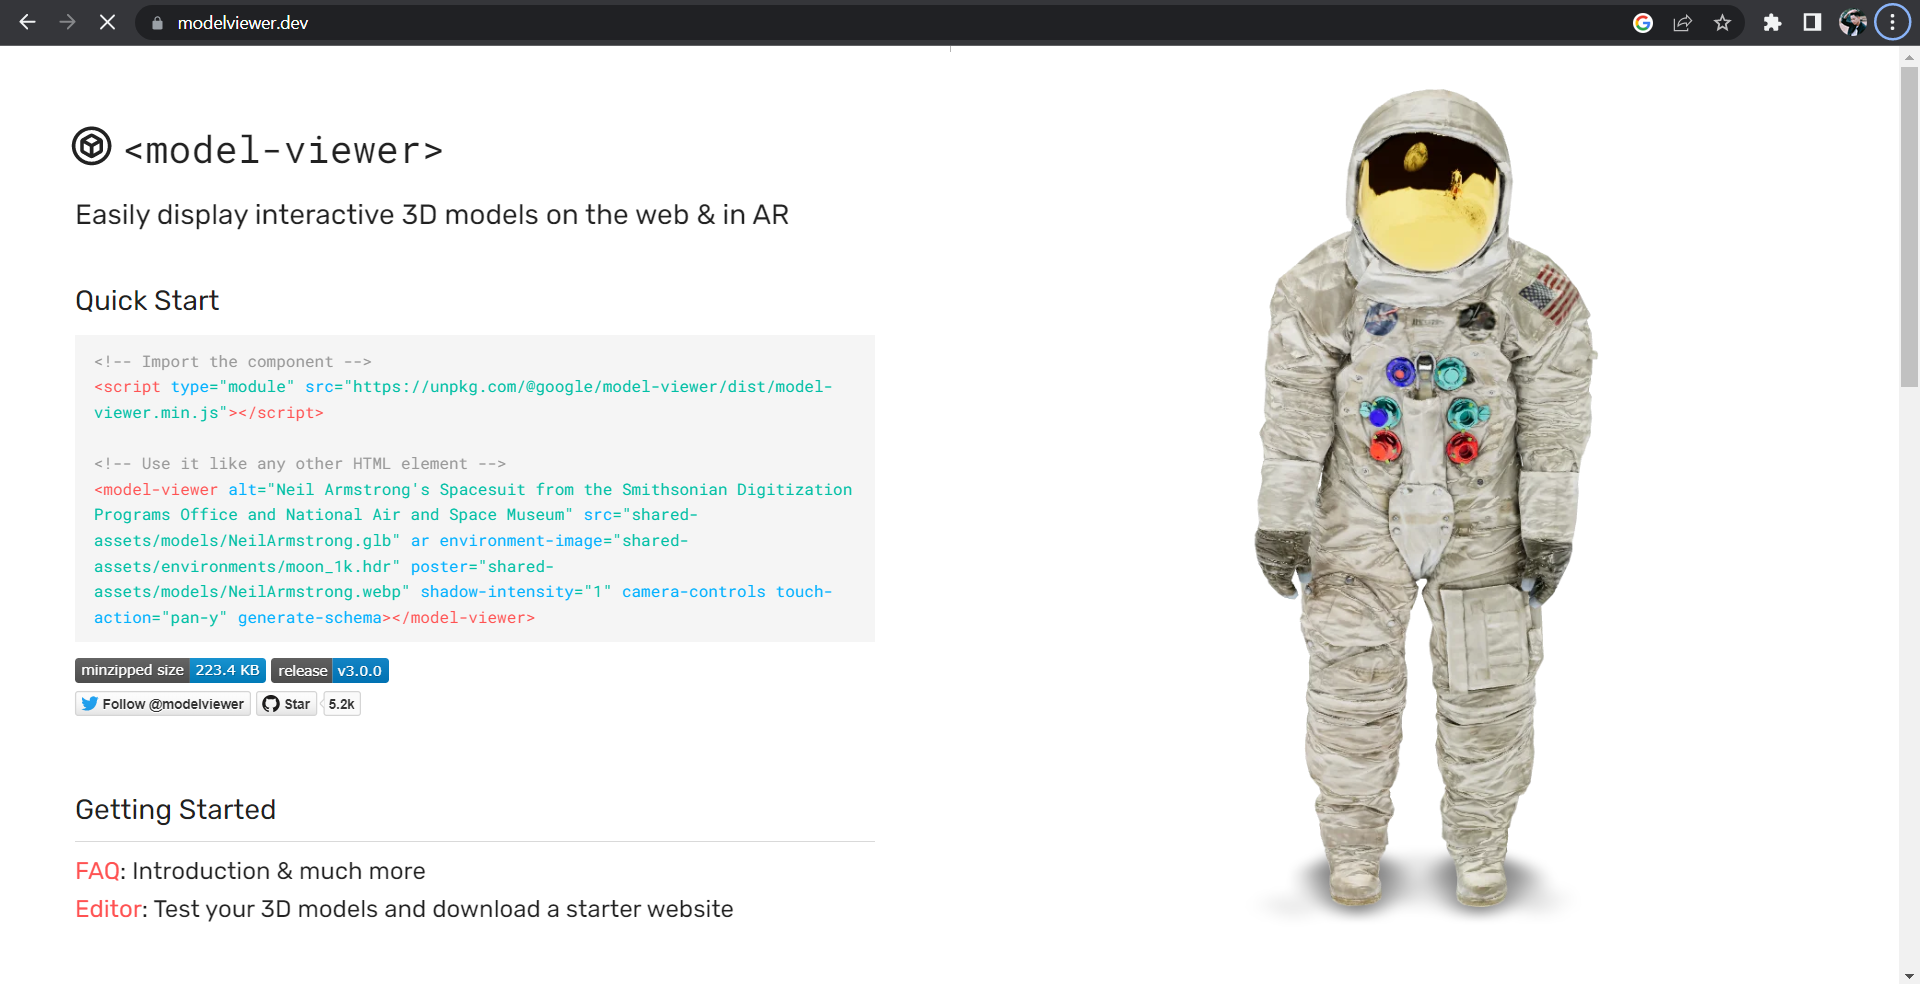 modelviewer.dev
<model-viewer>
Easily display interactive 3D models on the web & in AR
Quick Start
<!-- Import the component -->
<script type="module" src="https://unpkg.com/@google/model-viewer/dist/model-
viewer.min.js"></script>
<!-- Use it like any other HTML element -->
<model-viewer alt="Neil Armstrong's Spacesuit from the Smithsonian Digitization
Programs Office and National Air and Space Museum" src="shared-
assets/models/NeilArmstrong.glb" ar environment-image="shared-
assets/environments/moon_1k.hdr" poster="shared-
assets/models/NeilArmstrong.webp" shadow-intensity="1" camera-controls touch-
action="pan-y" generate-schema></model-viewer>
minzipped size 223.4 KB release v3.0.0
Follow @modelviewer Star 5.2k
Getting Started
FAQ: Introduction & much more
Editor: Test your 3D models and download a starter website